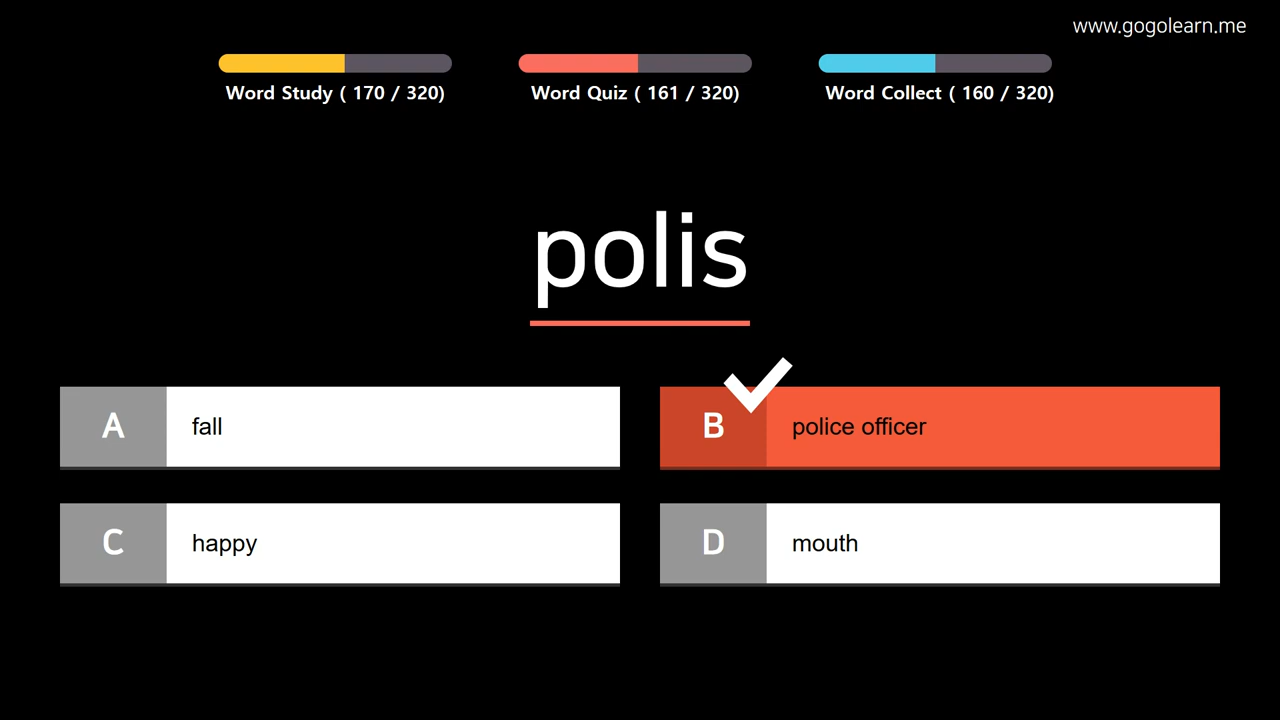 www.gogolearn.me
Word Study ( 170 / 320)
Word Quiz ( 161 / 320)
Word Collect ( 160 / 320)
polis
A fall
B police officer
C happy
D mouth